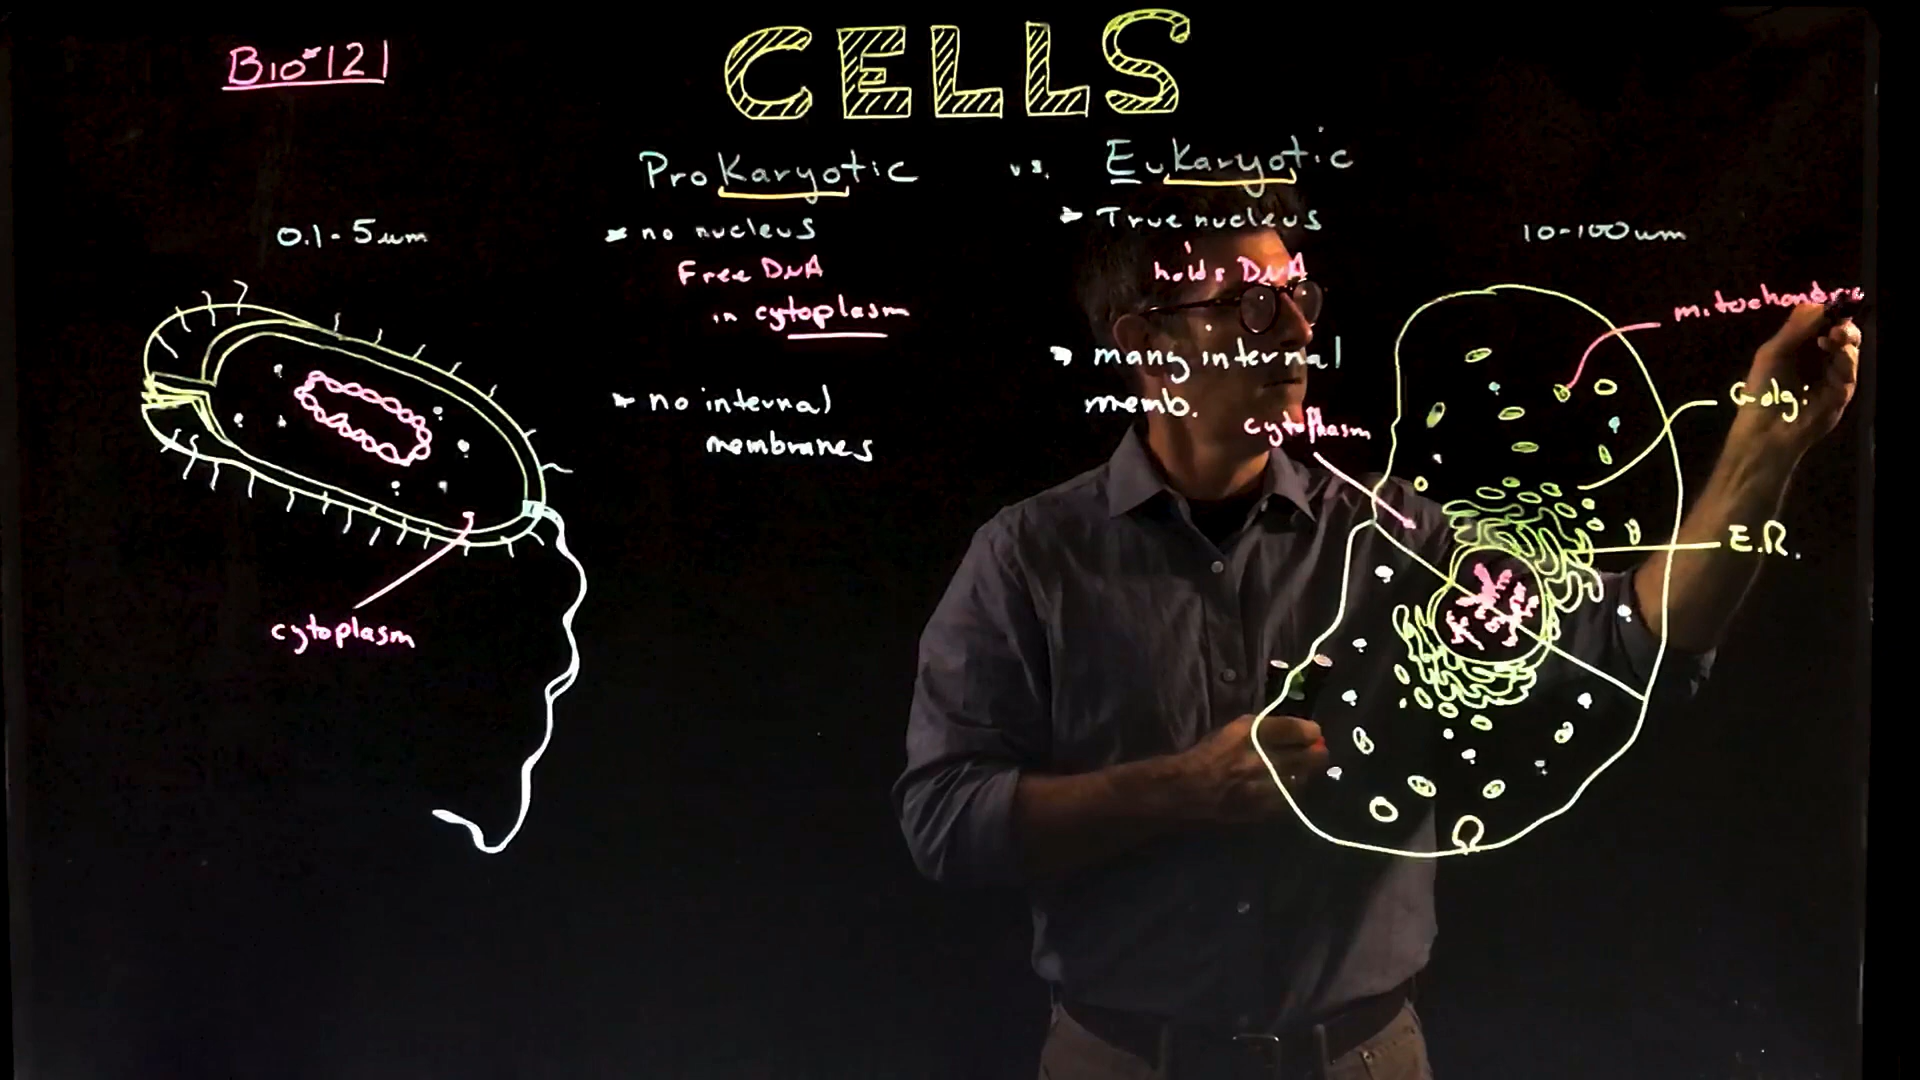 Bio*121
CELLS
ProKaryotic vs. EuKaryotic
0.1-5um
no nucleus
Free DNA
in cytoplasm
no internal
membranes
True nucleus
holds DNA
many internal
memb.
10-100um
cytoplasm
cytoplasm
mitochondria
Golgi
E.R.